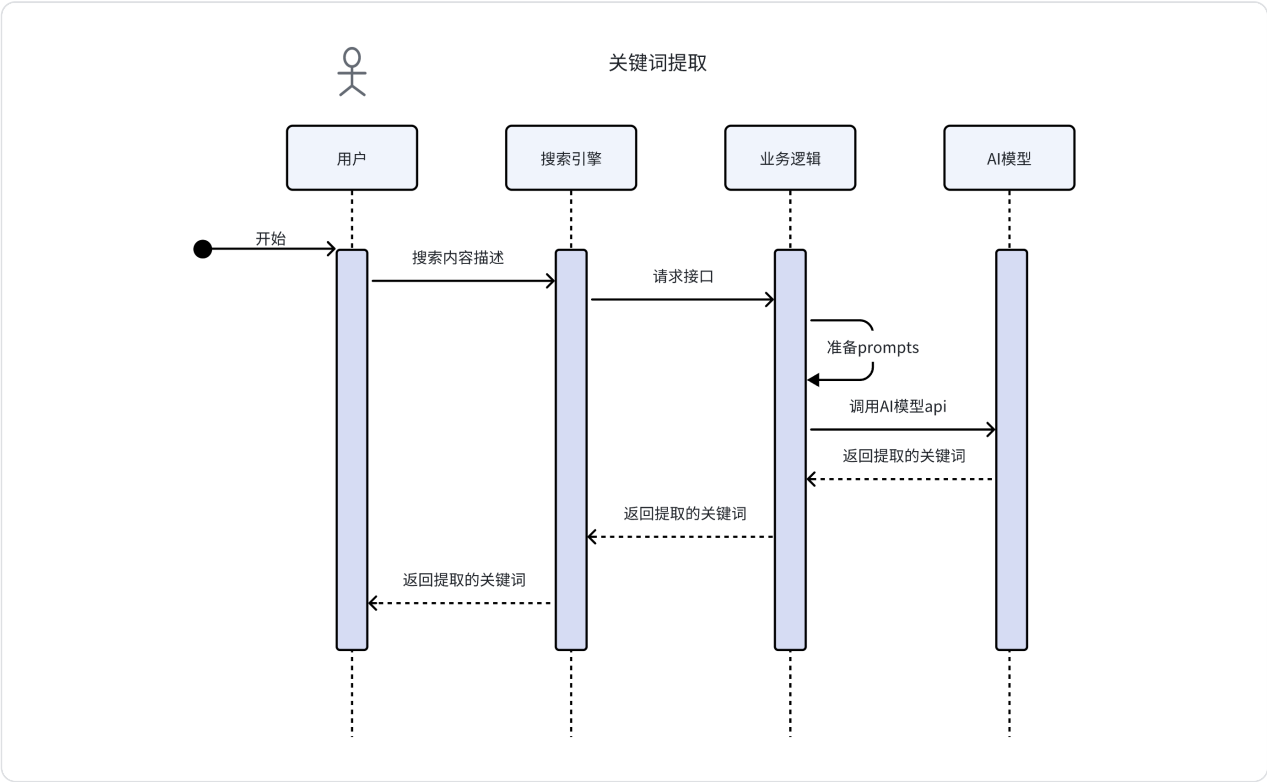 关键词提取
用户
搜索引擎
业务逻辑
AI模型
开始
搜索内容描述
请求接口
准备prompts
调用AI模型api
返回提取的关键词
返回提取的关键词
返回提取的关键词